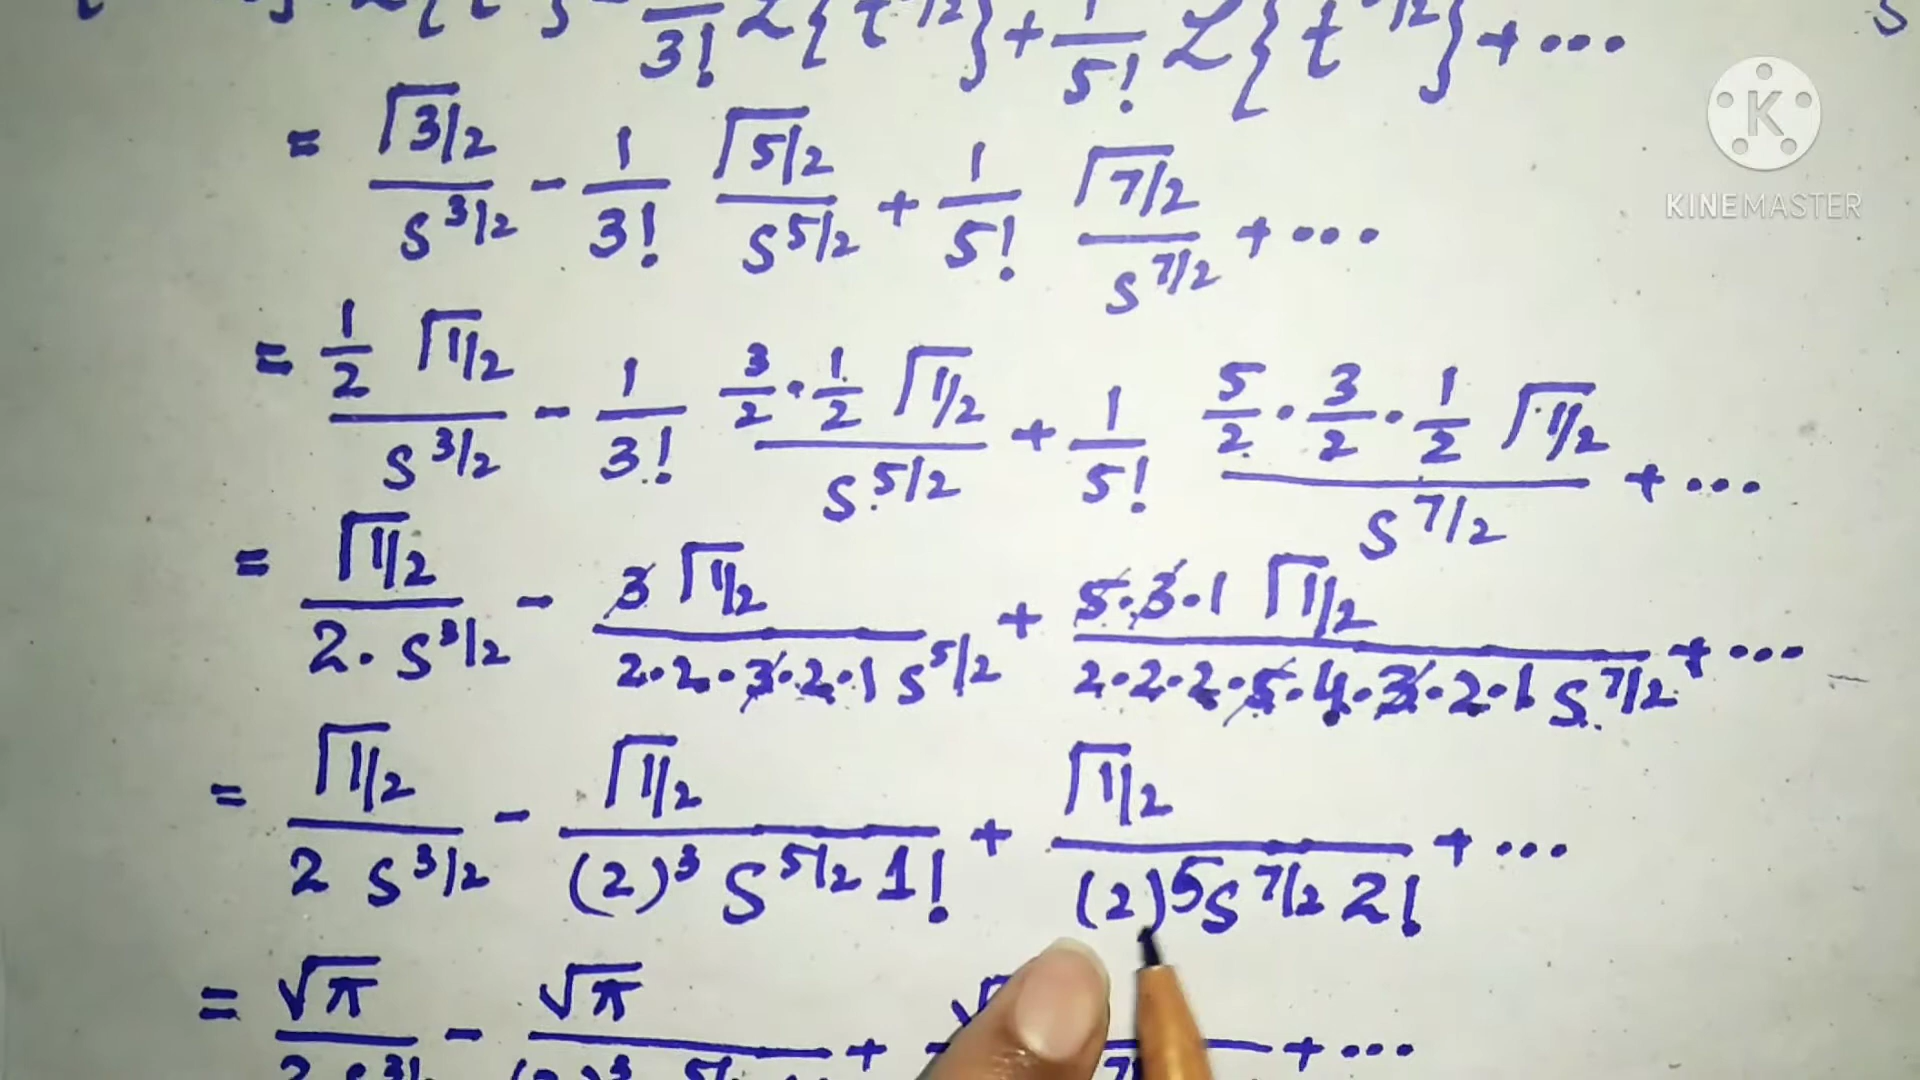 3! L{t /2} + 1/5! L{t /2} + ...
= Γ3/2 / s^3/2 - 1/3! Γ5/2 / s^5/2 + 1/5! Γ7/2 / s^7/2 + ...
= 1/2 Γ1/2 / s^3/2 - 1/3! 3/2 · 1/2 Γ1/2 / s^5/2 + 1/5! 5/2 · 3/2 · 1/2 Γ1/2 / s^7/2 + ...
= Γ1/2 / 2 · s^3/2 - 3 Γ1/2 / 2·2·3·2·1 s^5/2 + 5·3·1 Γ1/2 / 2·2·2·5·4·3·2·1 s^7/2 + ...
= Γ1/2 / 2 s^3/2 - Γ1/2 / (2)^3 s^5/2 1! + Γ1/2 / (2)^5 s^7/2 2! + ...
= √π / 2 s^3/ - √π / (2)^3 5/ + √ / 7/ + ...
K
KINEMASTER